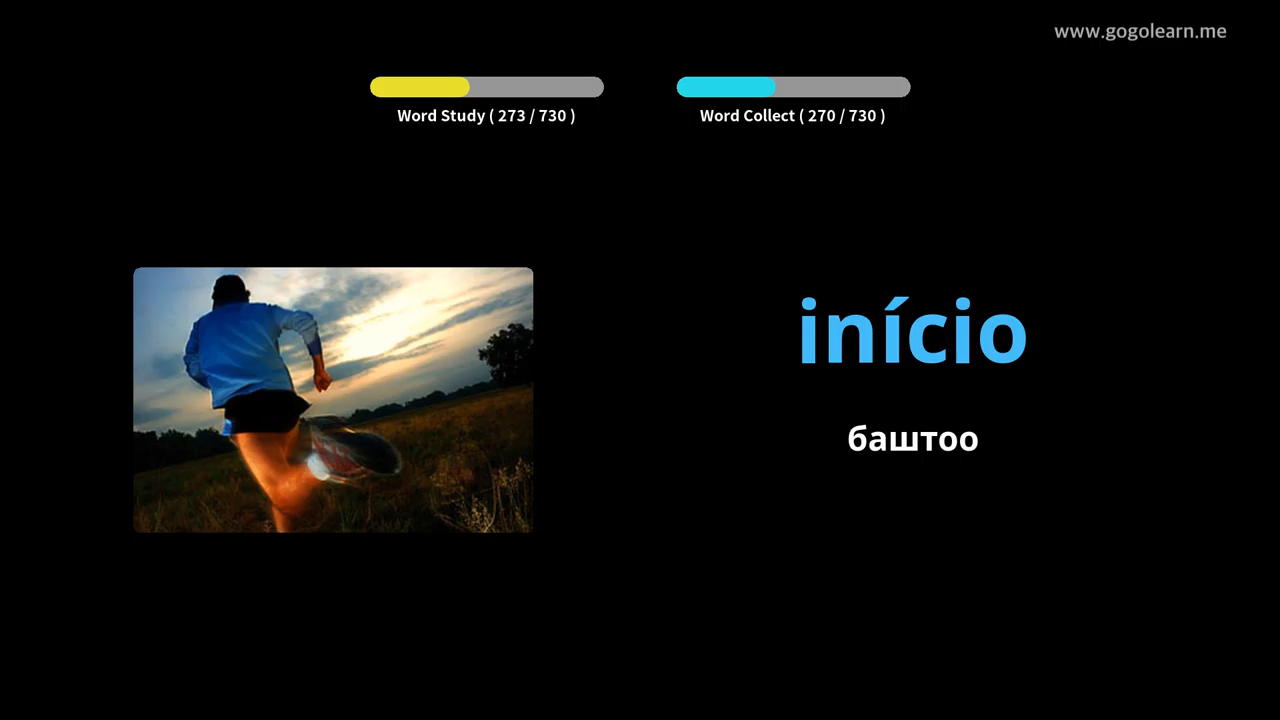 www.gogolearn.me
Word Study ( 273 / 730 )
Word Collect ( 270 / 730 )
início
баштоо